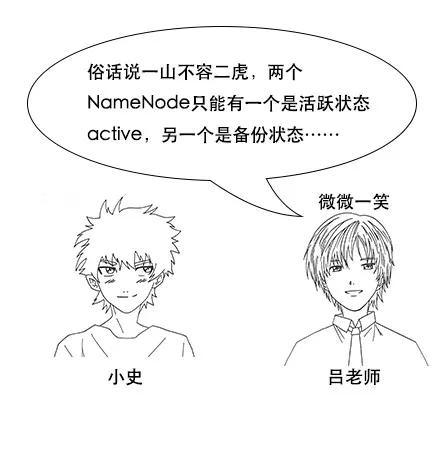 俗话说一山不容二虎，两个
NameNode只能有一个是活跃状态
active，另一个是备份状态……
微微一笑
小史
吕老师